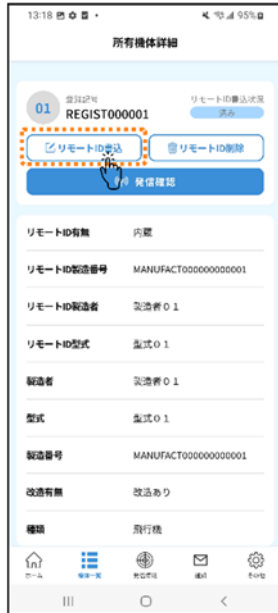 13:18
95%
所有機体詳細
01
登録記号
REGIST000001
リモートID書込状況
済み
リモートID書込
リモートID削除
発信確認
リモートID有無 内蔵
リモートID製造番号 MANUFACT000000000001
リモートID製造者 製造者01
リモートID型式 型式01
製造者 製造者01
型式 型式01
製造番号 MANUFACT000000000001
改造有無 改造あり
種類 飛行機
ホーム 機体一覧 発信情報 通知 その他